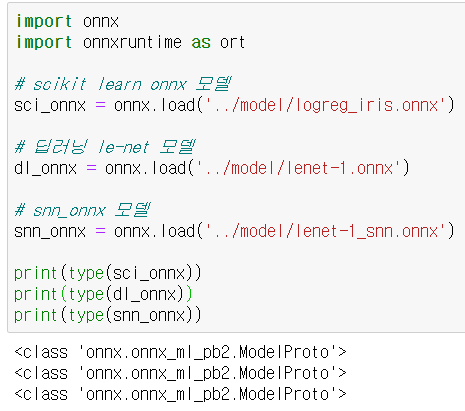 import onnx
import onnxruntime as ort
# scikit learn onnx 모델
sci_onnx = onnx.load('../model/logreg_iris.onnx')
# 딥러닝 le-net 모델
dl_onnx = onnx.load('../model/lenet-1.onnx')
# snn_onnx 모델
snn_onnx = onnx.load('../model/lenet-1_snn.onnx')
print(type(sci_onnx))
print(type(dl_onnx))
print(type(snn_onnx))
<class 'onnx.onnx_ml_pb2.ModelProto'>
<class 'onnx.onnx_ml_pb2.ModelProto'>
<class 'onnx.onnx_ml_pb2.ModelProto'>